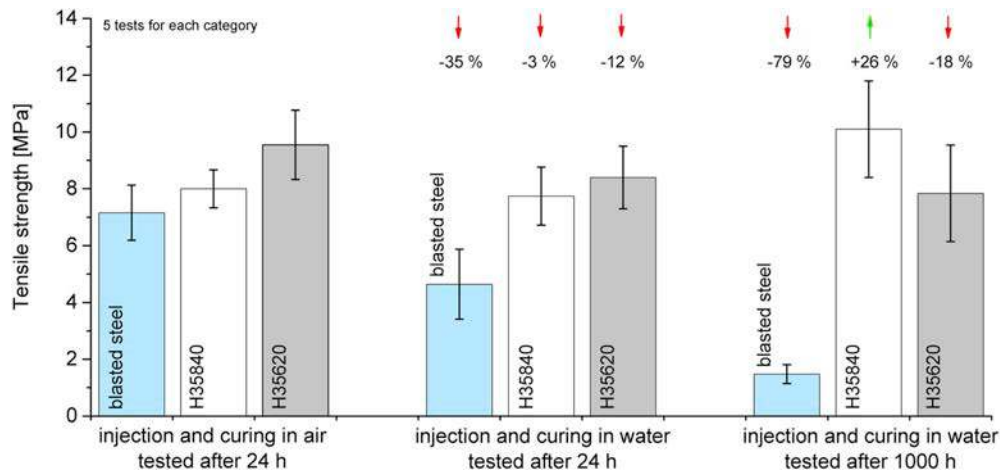 14
12
10
8
6
4
2
0
Tensile strength [MPa]
5 tests for each category
-35 %
-3 %
-12 %
-79 %
+26 %
-18 %
blasted steel
H35840
H35620
blasted steel
H35840
H35620
blasted steel
H35840
H35620
injection and curing in air
tested after 24 h
injection and curing in water
tested after 24 h
injection and curing in water
tested after 1000 h